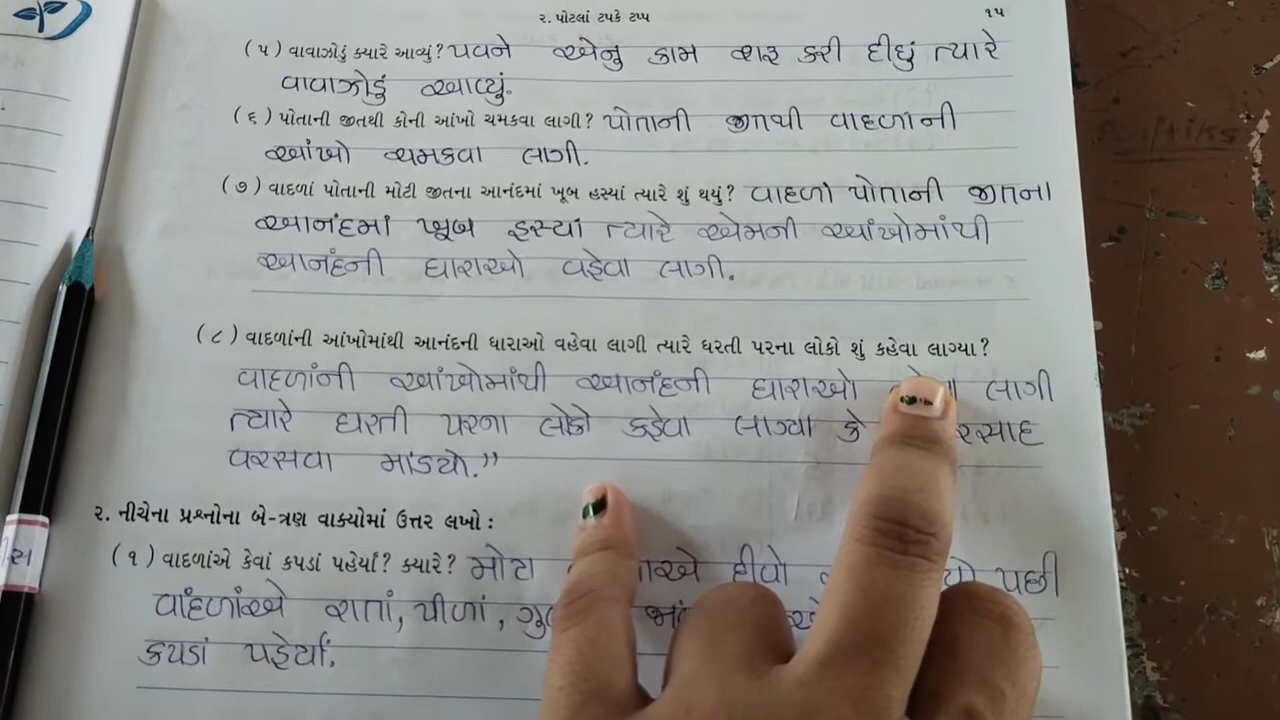 ૨. પોટલાં ટપકે ટપ્પ
૧૫
(૫) વાવાઝોડું ક્યારે આવ્યું? પવને એનુ કામ શરૂ કરી દીધું ત્યારે
વાવાઝોડું આવ્યું.
(૬) પોતાની જીતથી કોની આંખો ચમકવા લાગી? પોતાની જીતથી વાદળાની
આંખો ચમકવા લાગી.
(૭) વાદળાં પોતાની મોટી જીતના આનંદમાં ખૂબ હસ્યાં ત્યારે શું થયું? વાદળાં પોતાની જીતના
આનંદમાં ખૂબ હસ્યાં ત્યારે એમની આંખોમાંથી
આનંદની ધારાઓ વહેવા લાગી.
(૮) વાદળાંની આંખોમાંથી આનંદની ધારાઓ વહેવા લાગી ત્યારે ધરતી પરના લોકો શું કહેવા લાગ્યા?
વાદળાંની આંખોમાંથી આનંદની ધારાઓ લાગી
ત્યારે ધરતી પરના લોકો કહેવા લાગ્યા કે
વરસવા માંડયો.”
૨. નીચેના પ્રશ્નોના બે-ત્રણ વાક્યોમાં ઉત્તર લખો :
(૧) વાદળાંએ કેવાં કપડાં પહેર્યાં? ક્યારે? મોટા દીવો પછી
વાંદળાંએ રાતાં, પીળાં,
કપડાં પહેર્યાં.